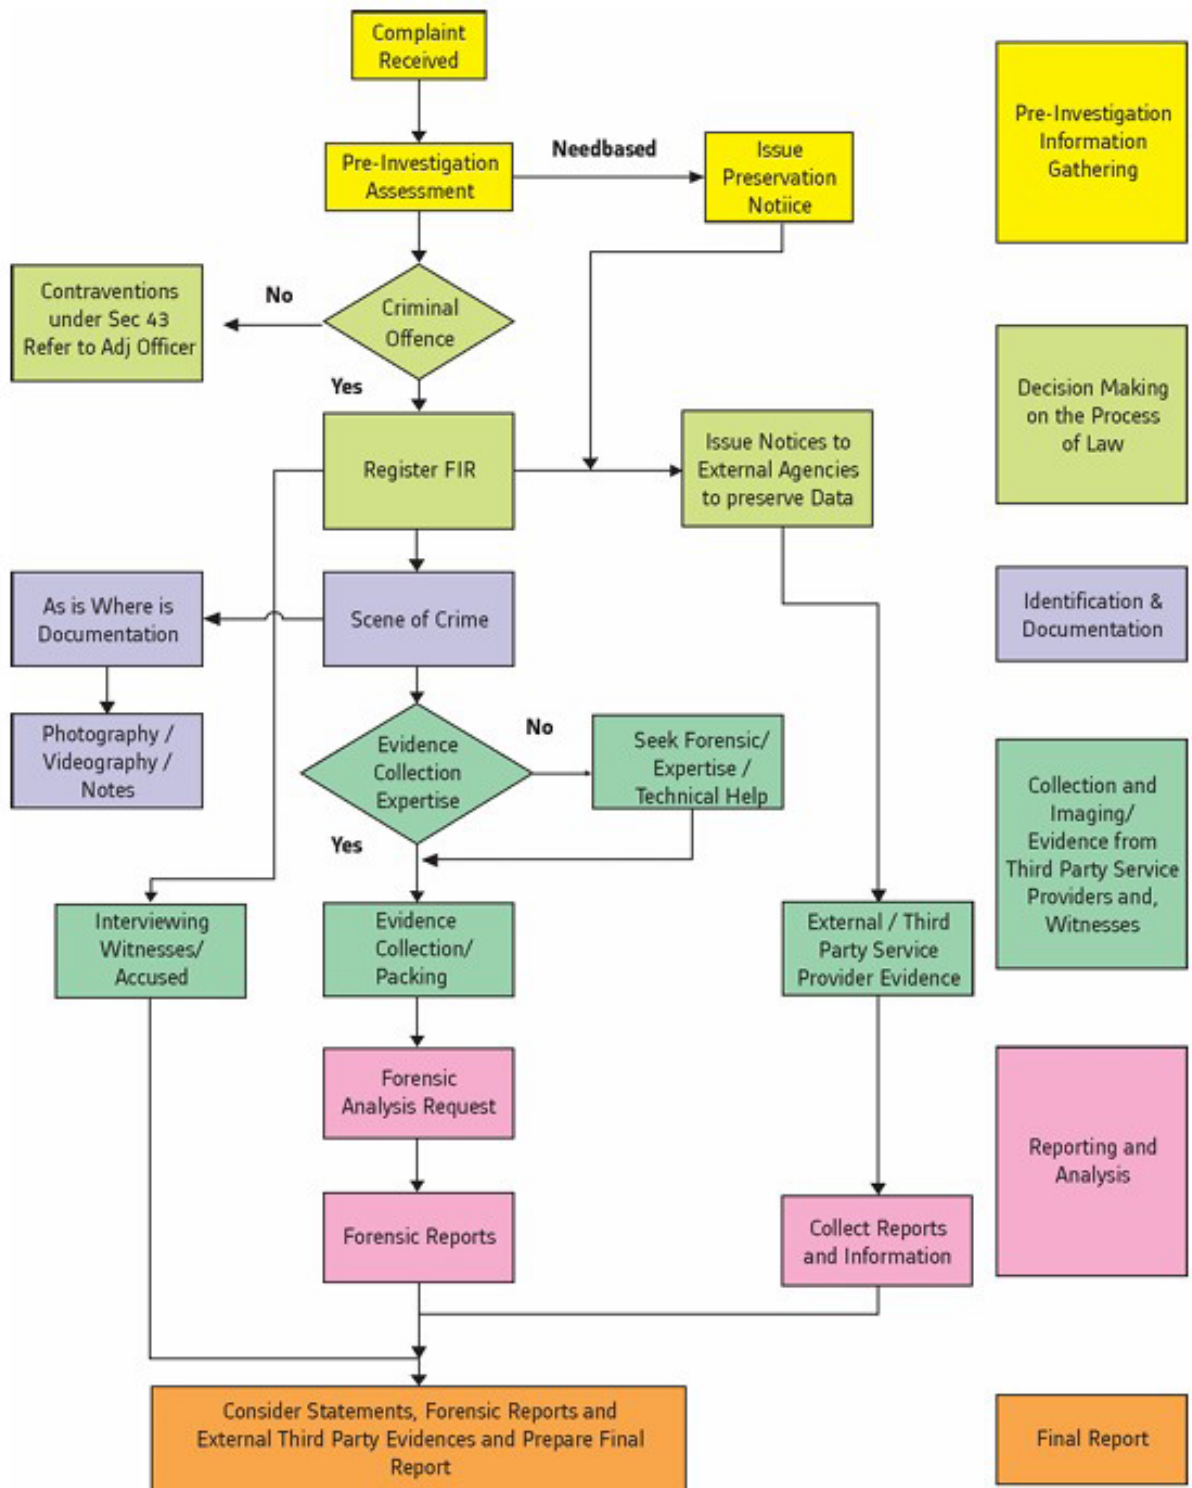 Complaint
Received
Pre-Investigation
Assessment
Needbased
Issue
Preservation
Notiice
Pre-Investigation
Information
Gathering
Contraventions
under Sec 43
Refer to Adj Officer
No
Criminal
Offence
Yes
Decision Making
on the Process
of Law
Register FIR
Issue Notices to
External Agencies
to preserve Data
As is Where is
Documentation
Scene of Crime
Identification &
Documentation
Photography /
Videography /
Notes
Evidence
Collection
Expertise
No
Seek Forensic/
Expertise /
Technical Help
Yes
Collection and
Imaging/
Evidence from
Third Party Service
Providers and,
Witnesses
Interviewing
Witnesses/
Accused
Evidence
Collection/
Packing
External / Third
Party Service
Provider Evidence
Forensic
Analysis Request
Reporting and
Analysis
Forensic Reports
Collect Reports
and Information
Consider Statements, Forensic Reports and
External Third Party Evidences and Prepare Final
Report
Final Report